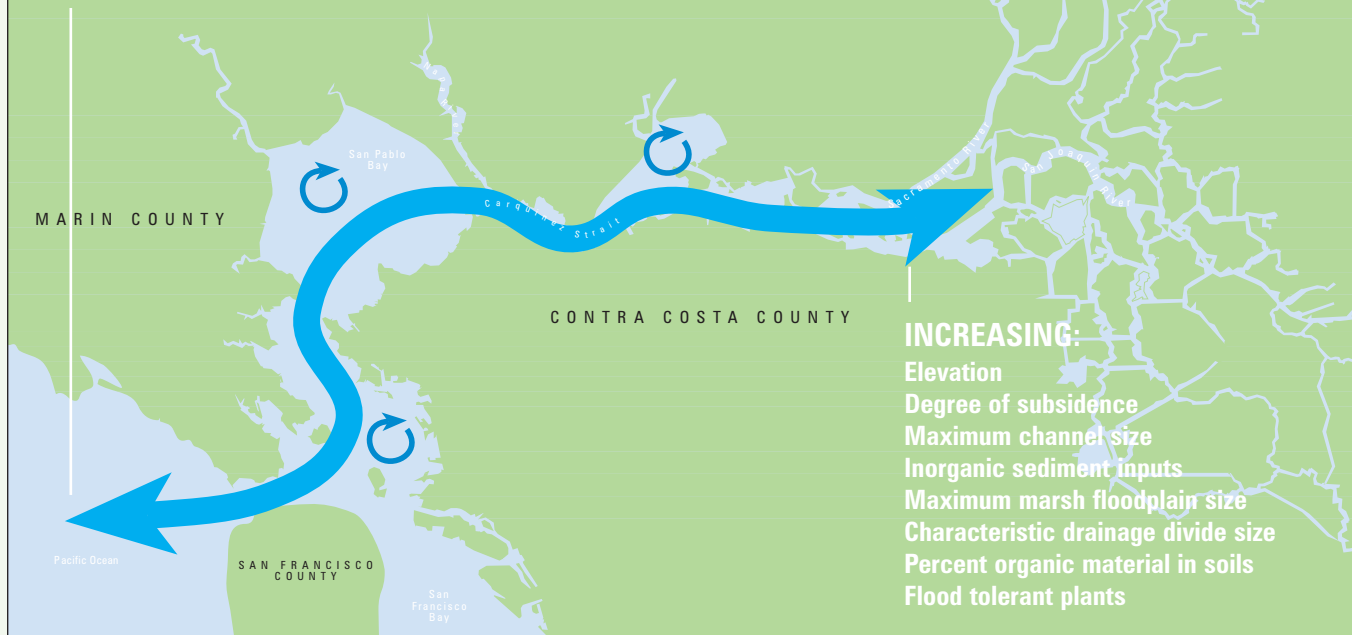 Napa River
San Pablo
Bay
Sacramento River
San Joaquin River
MARIN COUNTY
Carquinez Strait
CONTRA COSTA COUNTY
INCREASING:
Elevation
Degree of subsidence
Maximum channel size
Inorganic sediment inputs
Maximum marsh floodplain size
Characteristic drainage divide size
Percent organic material in soils
Flood tolerant plants
Pacific Ocean
SAN FRANCISCO
COUNTY
San
Francisco
Bay